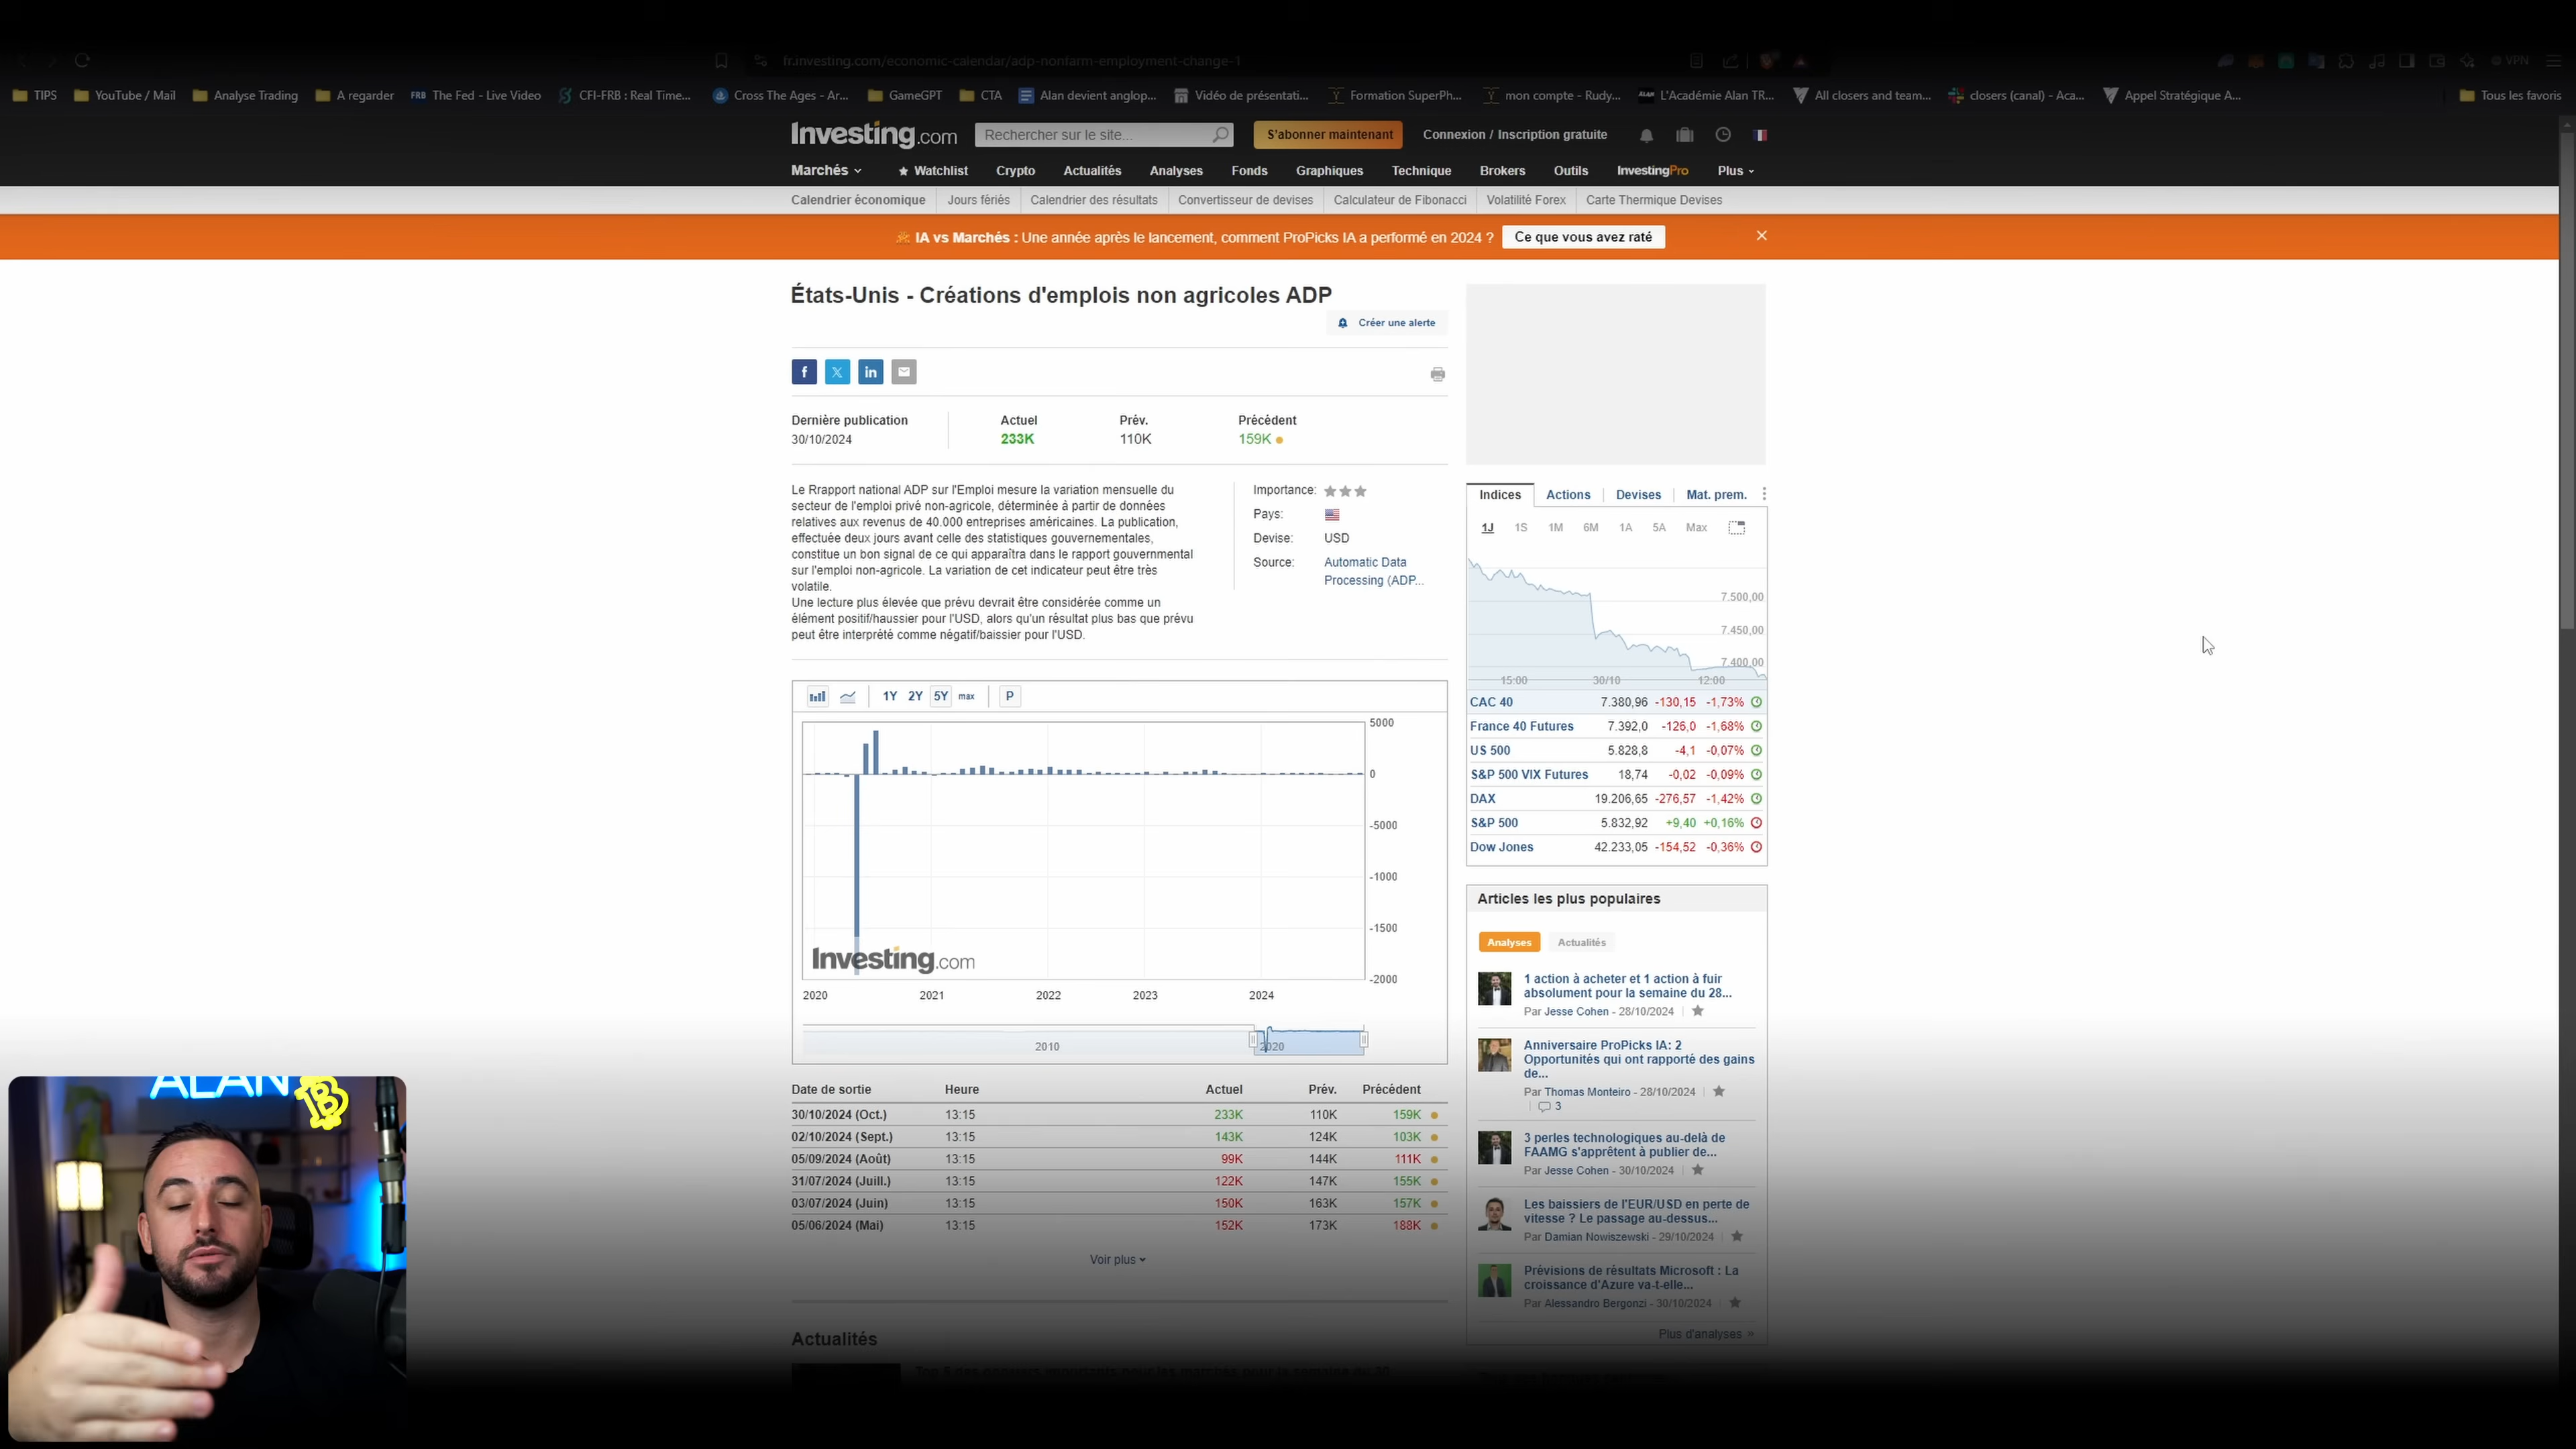 fr.investing.com/economic-calendar/adp-nonfarm-employment-change-1
VPN
TIPS YouTube / Mail Analyse Trading A regarder FRB The Fed - Live Video CFI-FRB : Real Time... Cross The Ages - Ar... GameGPT CTA Alan devient anglop... Vidéo de présentati... Formation SuperPh... mon compte - Rudy... L'Académie Alan TR... All closers and team... closers (canal) - Aca... Appel Stratégique A... Tous les favoris
Investing.com Rechercher sur le site... S'abonner maintenant Connexion / Inscription gratuite
Marchés Watchlist Crypto Actualités Analyses Fonds Graphiques Technique Brokers Outils InvestingPro Plus
Calendrier économique Jours fériés Calendrier des résultats Convertisseur de devises Calculateur de Fibonacci Volatilité Forex Carte Thermique Devises
IA vs Marchés : Une année après le lancement, comment ProPicks IA a performé en 2024 ? Ce que vous avez raté
États-Unis - Créations d'emplois non agricoles ADP
Créer une alerte
Dernière publication Actuel Prév. Précédent
30/10/2024 233K 110K 159K
Le Rrapport national ADP sur l'Emploi mesure la variation mensuelle du
secteur de l'emploi privé non-agricole, déterminée à partir de données
relatives aux revenus de 40.000 entreprises américaines. La publication,
effectuée deux jours avant celle des statistiques gouvernementales,
constitue un bon signal de ce qui apparaîtra dans le rapport gouvernmental
sur l'emploi non-agricole. La variation de cet indicateur peut être très
volatile.
Une lecture plus élevée que prévu devrait être considérée comme un
élément positif/haussier pour l'USD, alors qu'un résultat plus bas que prévu
peut être interprété comme négatif/baissier pour l'USD.
Importance:
Pays:
Devise: USD
Source: Automatic Data
Processing (ADP...
1Y 2Y 5Y max P
5000
0
-5000
-1000
-1500
-2000
Investing.com
2020 2021 2022 2023 2024
2010 2020
Date de sortie Heure Actuel Prév. Précédent
30/10/2024 (Oct.) 13:15 233K 110K 159K
02/10/2024 (Sept.) 13:15 143K 124K 103K
05/09/2024 (Août) 13:15 99K 144K 111K
31/07/2024 (Juill.) 13:15 122K 147K 155K
03/07/2024 (Juin) 13:15 150K 163K 157K
05/06/2024 (Mai) 13:15 152K 173K 188K
Voir plus
Actualités
Indices Actions Devises Mat. prem.
1J 1S 1M 6M 1A 5A Max
7.500,00
7.450,00
7.400,00
15:00 30/10 12:00
CAC 40 7.380,96 -130,15 -1,73%
France 40 Futures 7.392,0 -126,0 -1,68%
US 500 5.828,8 -4,1 -0,07%
S&P 500 VIX Futures 18,74 -0,02 -0,09%
DAX 19.206,65 -276,57 -1,42%
S&P 500 5.832,92 +9,40 +0,16%
Dow Jones 42.233,05 -154,52 -0,36%
Articles les plus populaires
Analyses Actualités
1 action à acheter et 1 action à fuir
absolument pour la semaine du 28...
Par Jesse Cohen - 28/10/2024
Anniversaire ProPicks IA: 2
Opportunités qui ont rapporté des gains
de...
Par Thomas Monteiro - 28/10/2024
3
3 perles technologiques au-delà de
FAAMG s'apprêtent à publier de...
Par Jesse Cohen - 30/10/2024
Les baissiers de l'EUR/USD en perte de
vitesse ? Le passage au-dessus...
Par Damian Nowiszewski - 29/10/2024
Prévisions de résultats Microsoft : La
croissance d'Azure va-t-elle...
Par Alessandro Bergonzi - 30/10/2024
Plus d'analyses »
ALAN